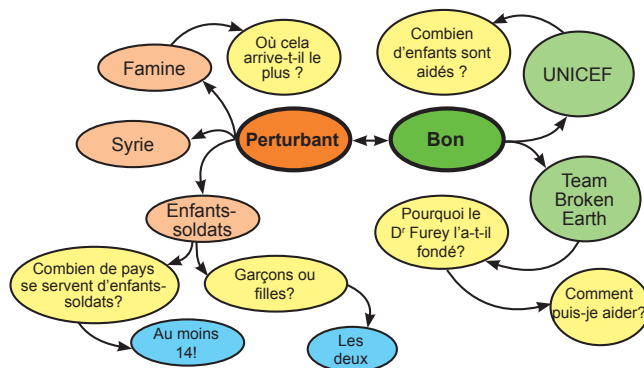 Où cela
arrive-t-il le
plus ?
Famine
Combien
d'enfants sont
aidés ?
UNICEF
Syrie
Perturbant
Bon
Enfants-
soldats
Team
Broken
Earth
Pourquoi le
Dr Furey l'a-t-il
fondé?
Combien de pays
se servent d'enfants-
soldats?
Garçons ou
filles?
Comment
puis-je aider?
Au moins
14!
Les
deux